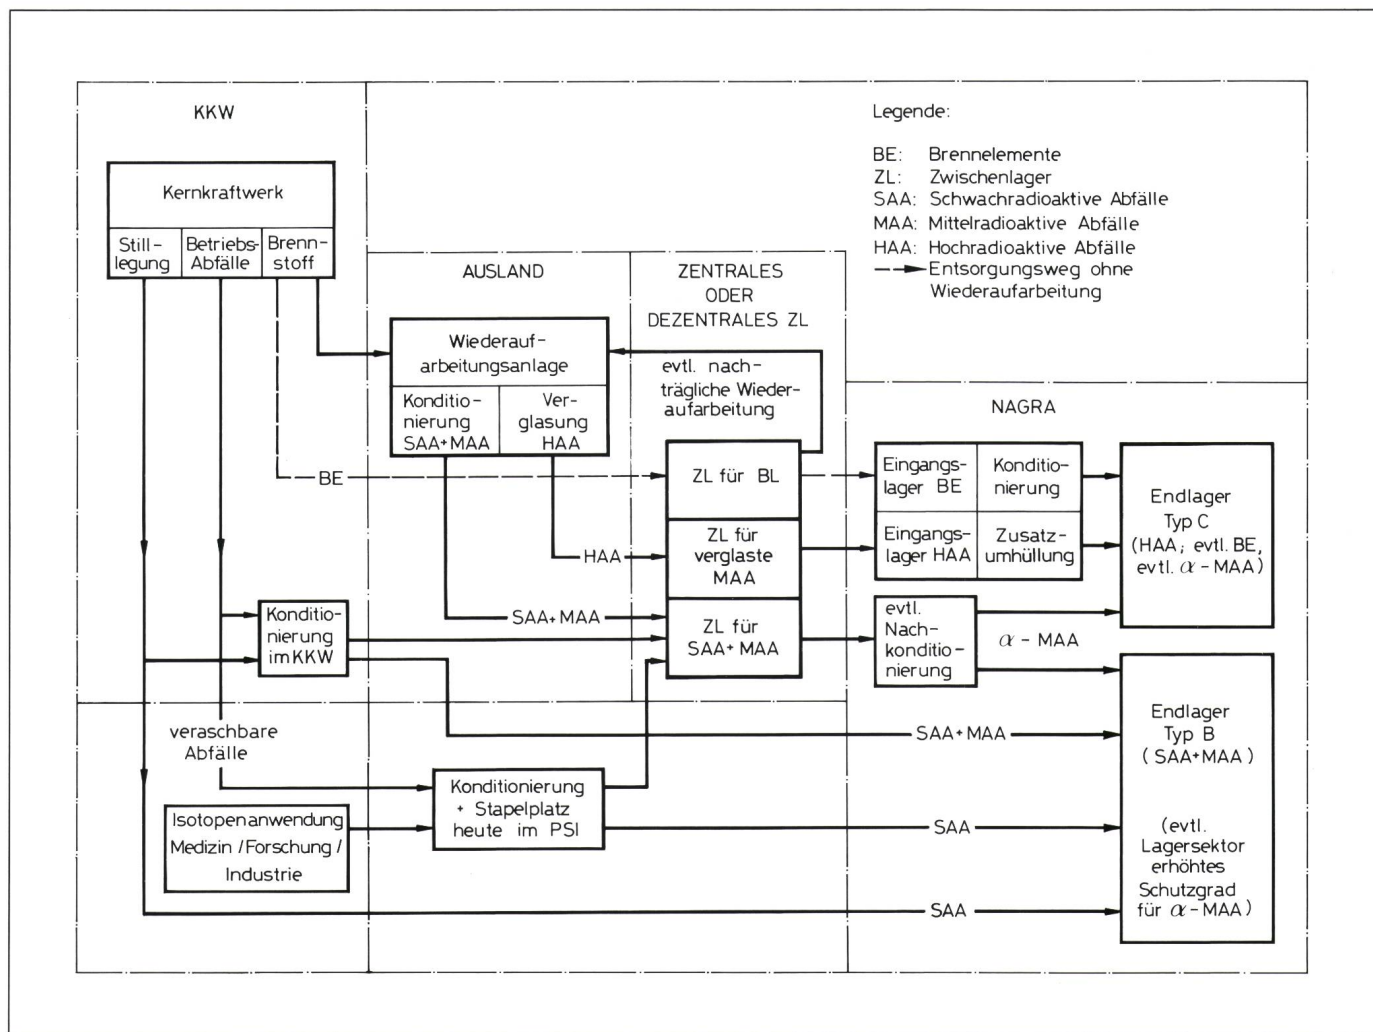 KKW
Kernkraftwerk
Still-
legung
Betriebs-
Abfälle
Brenn-
stoff
Legende:
BE: Brennelemente
ZL: Zwischenlager
SAA: Schwachradioaktive Abfälle
MAA: Mittelradioaktive Abfälle
HAA: Hochradioaktive Abfälle
Entsorgungsweg ohne
Wiederaufarbeitung
AUSLAND
Wiederauf-
arbeitungsanlage
Konditio-
nierung
SAA+MAA
Ver-
glasung
HAA
ZENTRALES
ODER
DEZENTRALES ZL
evtl. nach-
trägliche Wieder-
aufarbeitung
NAGRA
BE
ZL für BL
Eingangs-
lager BE
Konditio-
nierung
HAA
ZL für
verglaste
MAA
Eingangs-
lager HAA
Zusatz-
umhüllung
Endlager
Typ C
(HAA; evtl. BE,
evtl. α-MAA)
SAA+MAA
ZL für
SAA+MAA
evtl.
Nach-
konditio-
nierung
α-MAA
Konditio-
nierung
im KKW
veraschbare
Abfälle
SAA+MAA
Endlager
Typ B
(SAA+MAA)
(evtl.
Lagersektor
erhöhtes
Schutzgrad
für α-MAA)
Konditionierung
+ Stapelplatz
heute im PSI
SAA
Isotopenanwendung
Medizin/Forschung/
Industrie
SAA